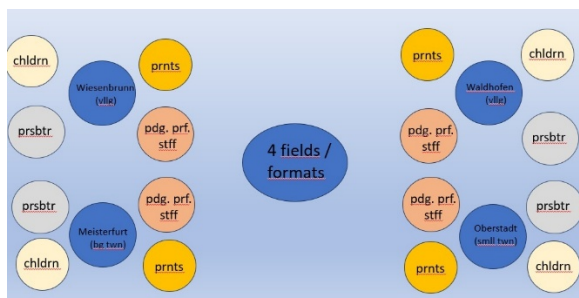 chldrn
prnts
Wiesenbrunn
(vllg)
prsbtr
pdg. prf.
stff
prnts
chldrn
Waldhofen
(vllg)
pdg. prf.
stff
prsbtr
4 fields /
formats
prsbtr
pdg. prf.
stff
Meisterfurt
(bg twn)
chldrn
prnts
pdg. prf.
stff
prsbtr
Oberstadt
(smll twn)
prnts
chldrn